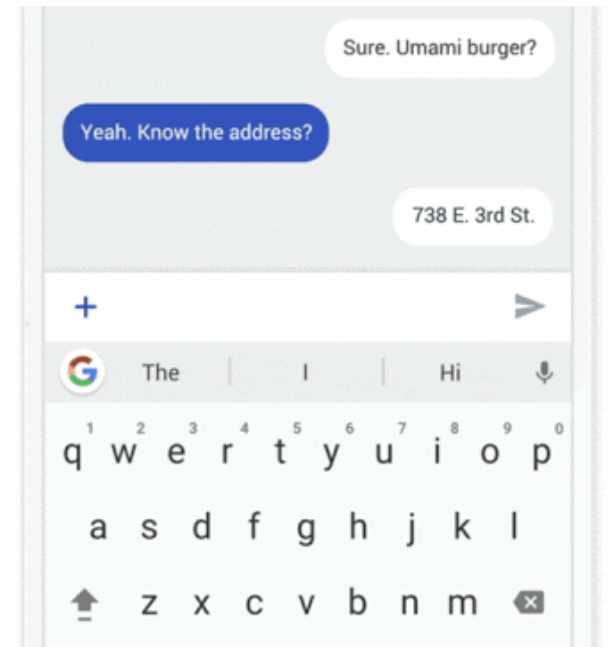 Sure. Umami burger?
Yeah. Know the address?
738 E. 3rd St.
+
G The I Hi
1 2 3 4 5 6 7 8 9 0
q w e r t y u i o p
a s d f g h j k l
z x c v b n m